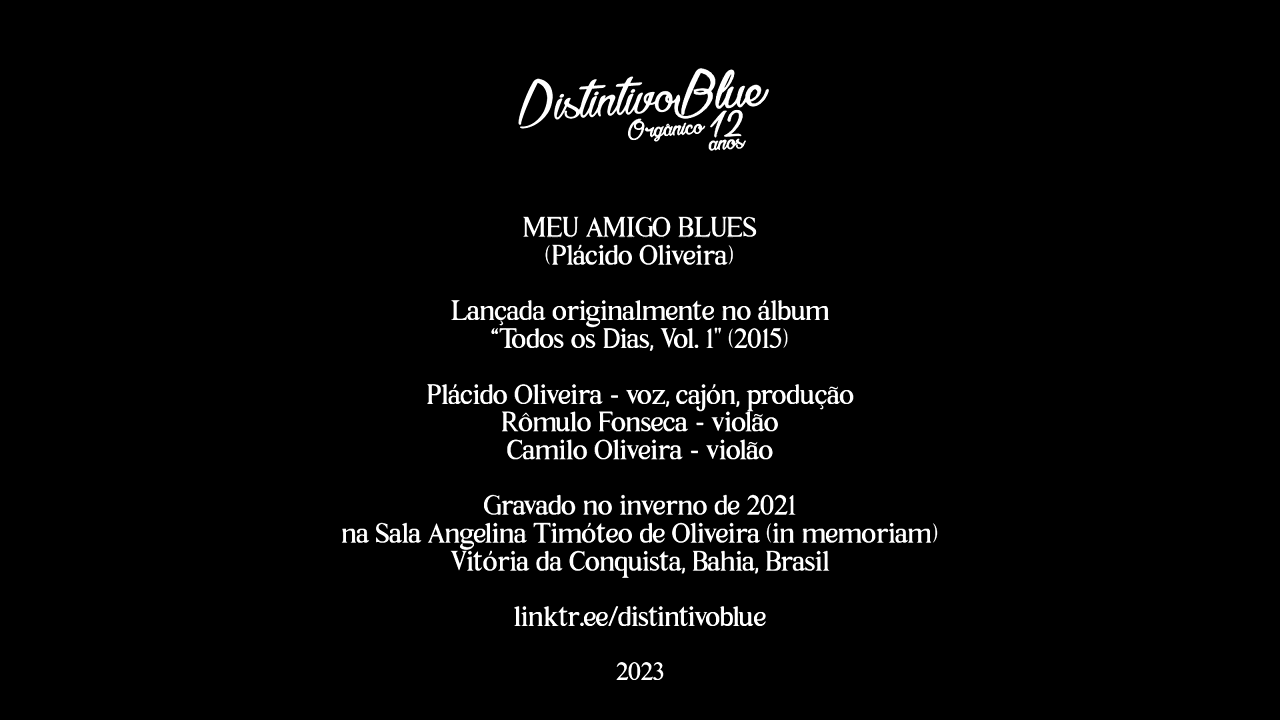 Distintivo Blue
Orgânico 12
anos
MEU AMIGO BLUES
(Plácido Oliveira)
Lançada originalmente no álbum
“Todos os Dias, Vol. 1" (2015)
Plácido Oliveira - voz, cajón, produção
Rômulo Fonseca - violão
Camilo Oliveira - violão
Gravado no inverno de 2021
na Sala Angelina Timóteo de Oliveira (in memoriam)
Vitória da Conquista, Bahia, Brasil
linktr.ee/distintivoblue
2023